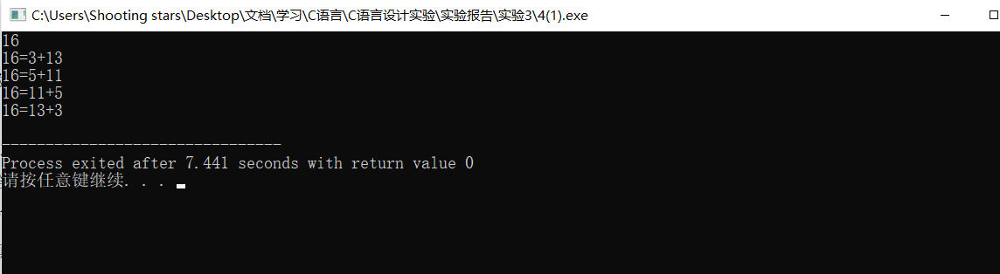 C:\Users\Shooting stars\Desktop\文档\学习\C语言\C语言设计实验\实验报告\实验3\4(1).exe
16
16=3+13
16=5+11
16=11+5
16=13+3
--------------------------------
Process exited after 7.441 seconds with return value 0
请按任意键继续. . .